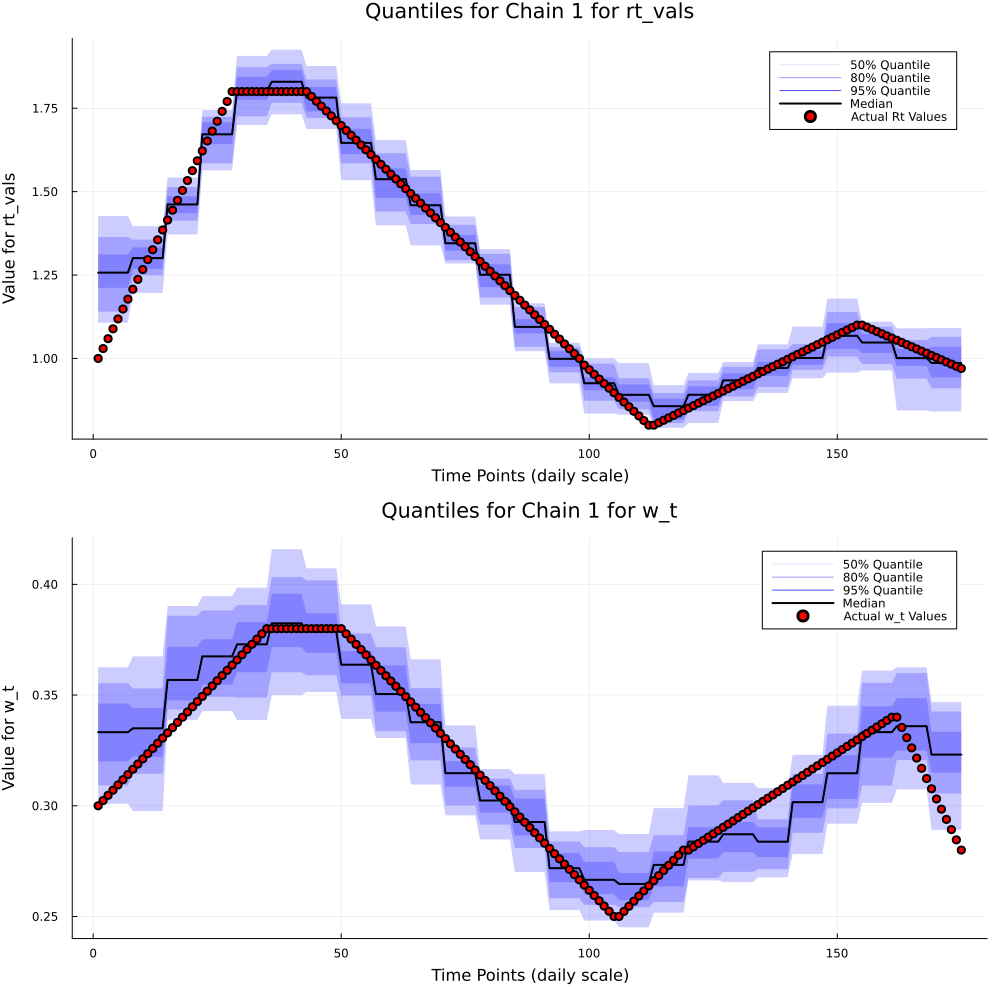 Quantiles for Chain 1 for rt_vals
Value for rt_vals
1.75
1.50
1.25
1.00
50% Quantile
80% Quantile
95% Quantile
Median
Actual Rt Values
0
50
100
150
Time Points (daily scale)
Quantiles for Chain 1 for w_t
Value for w_t
0.40
0.35
0.30
0.25
50% Quantile
80% Quantile
95% Quantile
Median
Actual w_t Values
0
50
100
150
Time Points (daily scale)